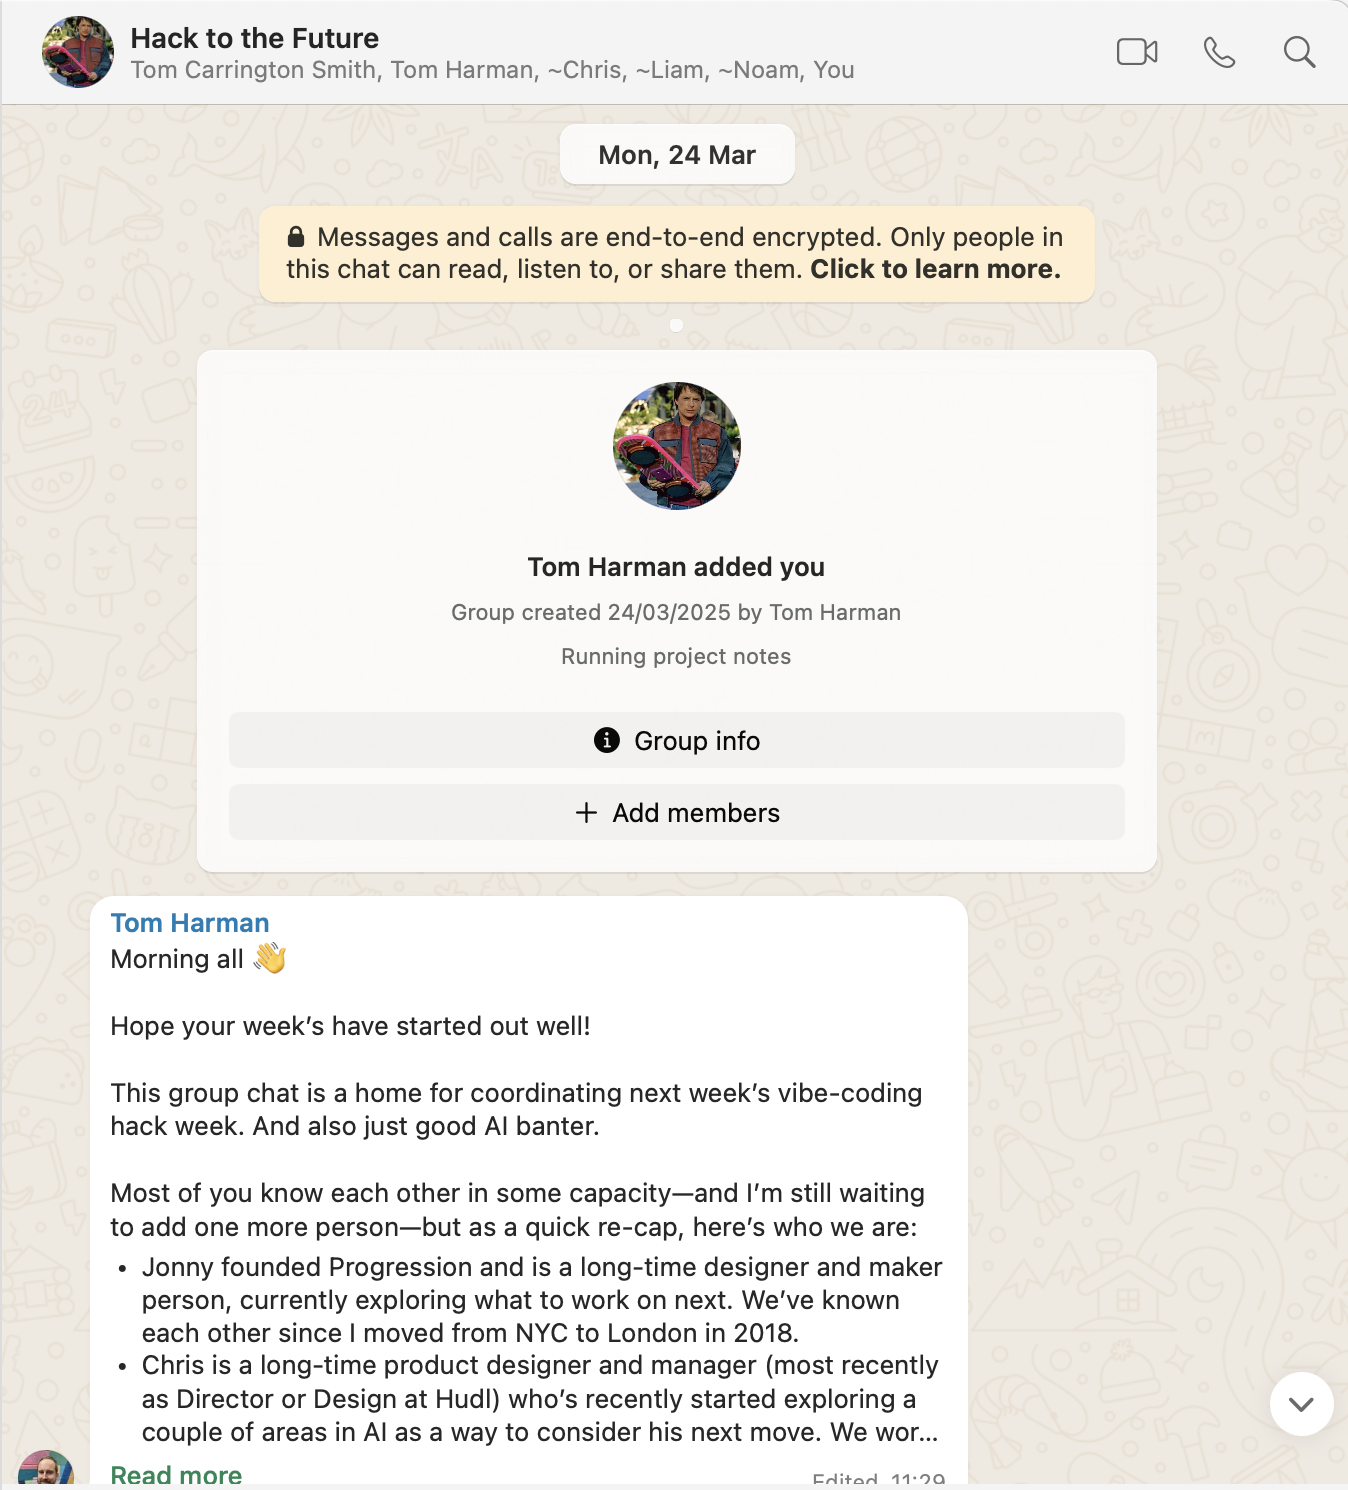 Hack to the Future
Tom Carrington Smith, Tom Harman, ~Chris, ~Liam, ~Noam, You
Mon, 24 Mar
Messages and calls are end-to-end encrypted. Only people in
this chat can read, listen to, or share them. Click to learn more.
Tom Harman added you
Group created 24/03/2025 by Tom Harman
Running project notes
Group info
Add members
Tom Harman
Morning all 👋
Hope your week’s have started out well!
This group chat is a home for coordinating next week’s vibe-coding
hack week. And also just good AI banter.
Most of you know each other in some capacity—and I’m still waiting
to add one more person—but as a quick re-cap, here’s who we are:
• Jonny founded Progression and is a long-time designer and maker
person, currently exploring what to work on next. We’ve known
each other since I moved from NYC to London in 2018.
• Chris is a long-time product designer and manager (most recently
as Director or Design at Hudl) who’s recently started exploring a
couple of areas in AI as a way to consider his next move. We wor...
Read more
Edited 11:29